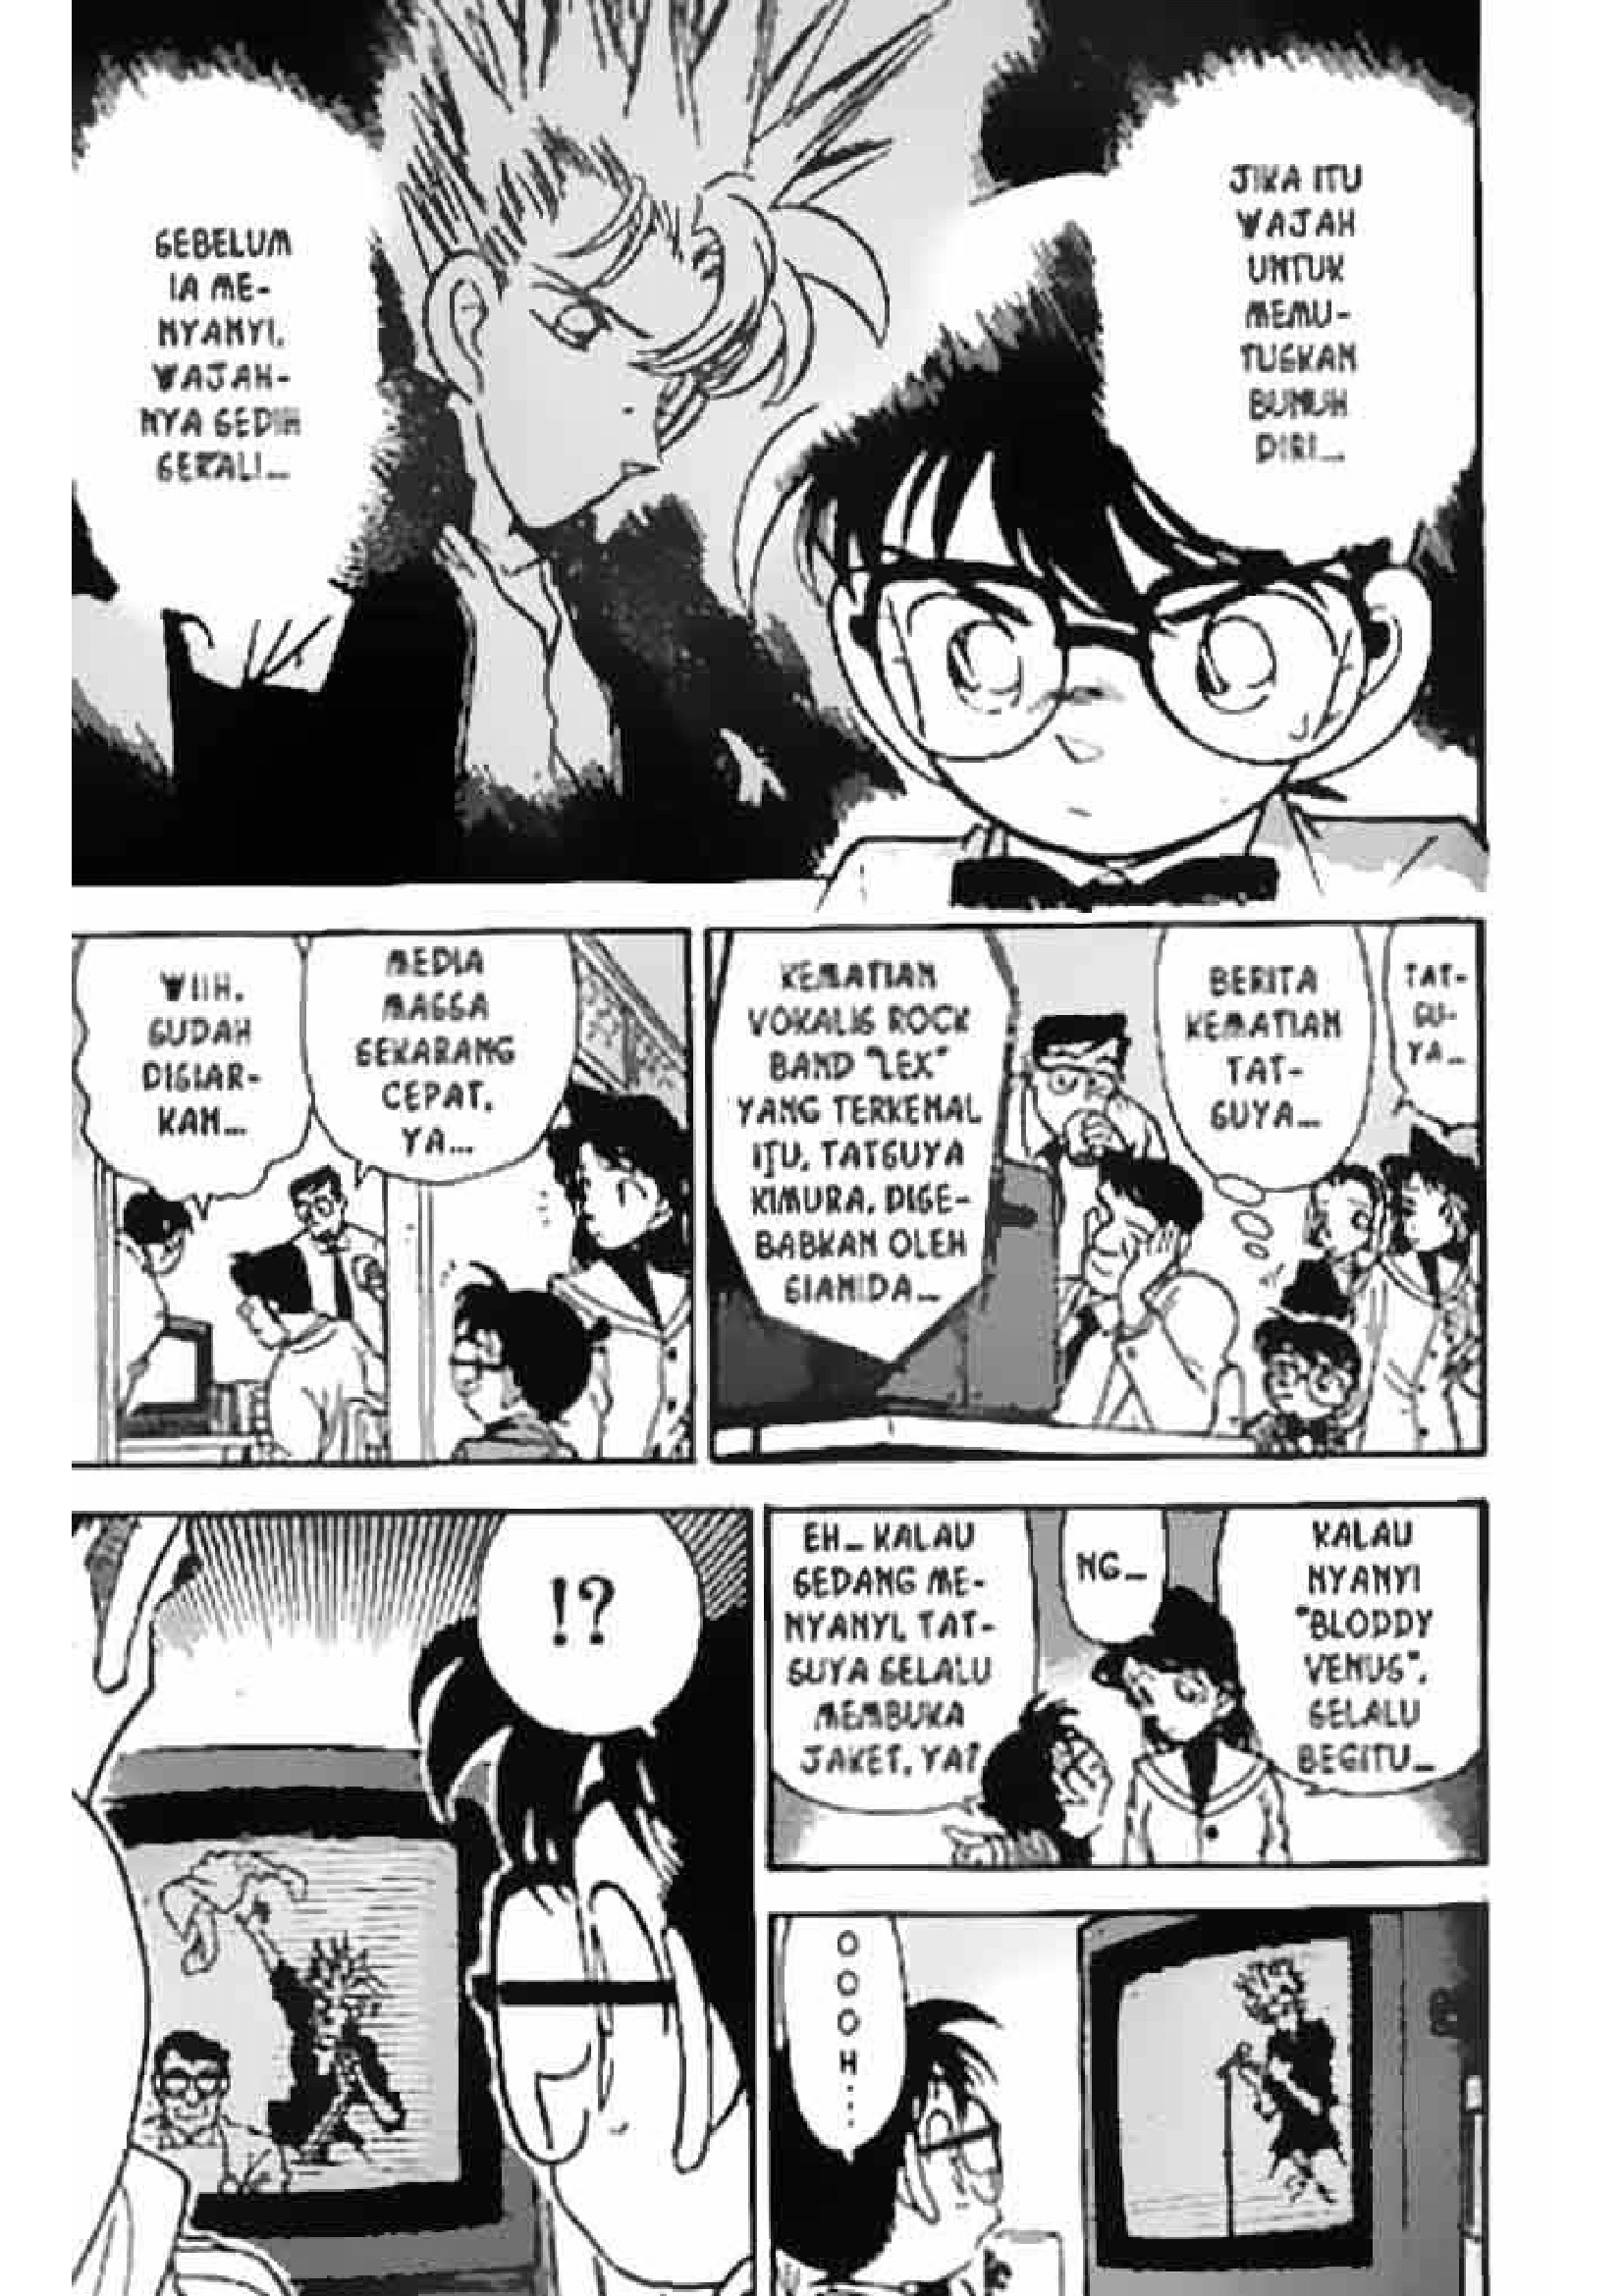 JIKA ITU
WAJAH
UNTUK
MEMU-
TUSKAN
BUNUH
DIRI...
SEBELUM
IA ME-
NYANYI,
WAJAH-
NYA SEDIH
SEKALI...
TAT-
SU-
YA...
BERITA
KEMATIAN
TAT-
SUYA...
KEMATIAN
VOKALIS ROCK
BAND "LEX"
YANG TERKENAL
ITU, TATSUYA
KIMURA, DISE-
BABKAN OLEH
SIANIDA...
MEDIA
MASSA
SEKARANG
CEPAT,
YA...
WIIH,
SUDAH
DISIAR-
KAN...
KALAU
NYANYI
"BLODDY
VENUS",
SELALU
BEGITU...
NG...
EH... KALAU
SEDANG ME-
NYANYI, TAT-
SUYA SELALU
MEMBUKA
JAKET, YA?
OOOH....
!?